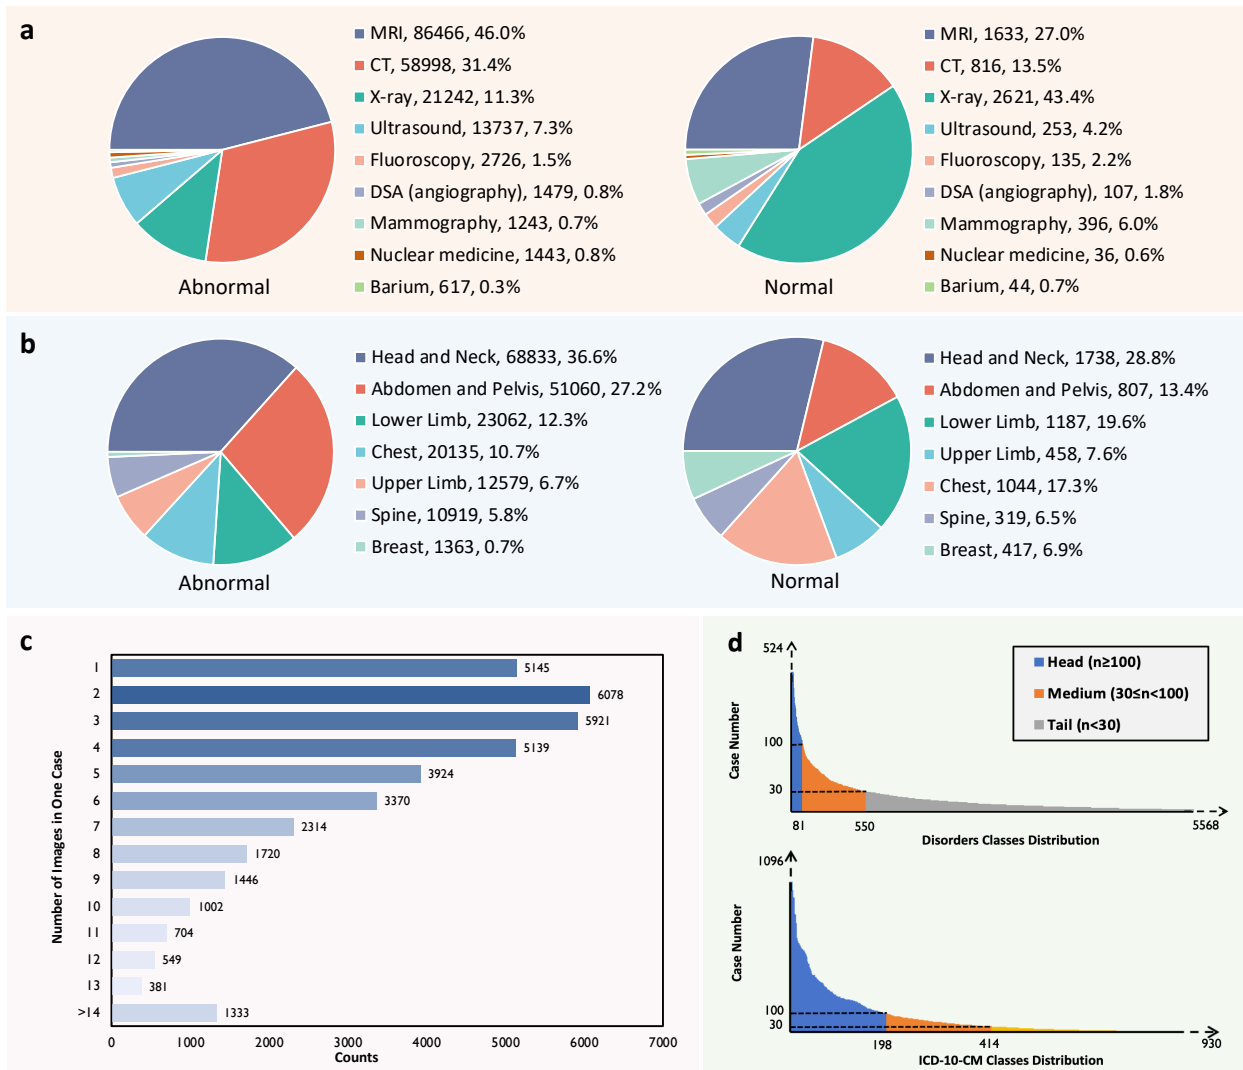 a
MRI, 86466, 46.0%
CT, 58998, 31.4%
X-ray, 21242, 11.3%
Ultrasound, 13737, 7.3%
Fluoroscopy, 2726, 1.5%
DSA (angiography), 1479, 0.8%
Mammography, 1243, 0.7%
Nuclear medicine, 1443, 0.8%
Barium, 617, 0.3%
Abnormal
MRI, 1633, 27.0%
CT, 816, 13.5%
X-ray, 2621, 43.4%
Ultrasound, 253, 4.2%
Fluoroscopy, 135, 2.2%
DSA (angiography), 107, 1.8%
Mammography, 396, 6.0%
Nuclear medicine, 36, 0.6%
Barium, 44, 0.7%
Normal
b
Head and Neck, 68833, 36.6%
Abdomen and Pelvis, 51060, 27.2%
Lower Limb, 23062, 12.3%
Chest, 20135, 10.7%
Upper Limb, 12579, 6.7%
Spine, 10919, 5.8%
Breast, 1363, 0.7%
Abnormal
Head and Neck, 1738, 28.8%
Abdomen and Pelvis, 807, 13.4%
Lower Limb, 1187, 19.6%
Upper Limb, 458, 7.6%
Chest, 1044, 17.3%
Spine, 319, 6.5%
Breast, 417, 6.9%
Normal
c
Number of Images in One Case
1 5145
2 6078
3 5921
4 5139
5 3924
6 3370
7 2314
8 1720
9 1446
10 1002
11 704
12 549
13 381
>14 1333
0 1000 2000 3000 4000 5000 6000 7000
Counts
d
524
Head (n≥100)
Medium (30≤n<100)
Tail (n<30)
Case Number
100
30
81 550 5568
Disorders Classes Distribution
1096
Case Number
100
30
198 414 930
ICD-10-CM Classes Distribution